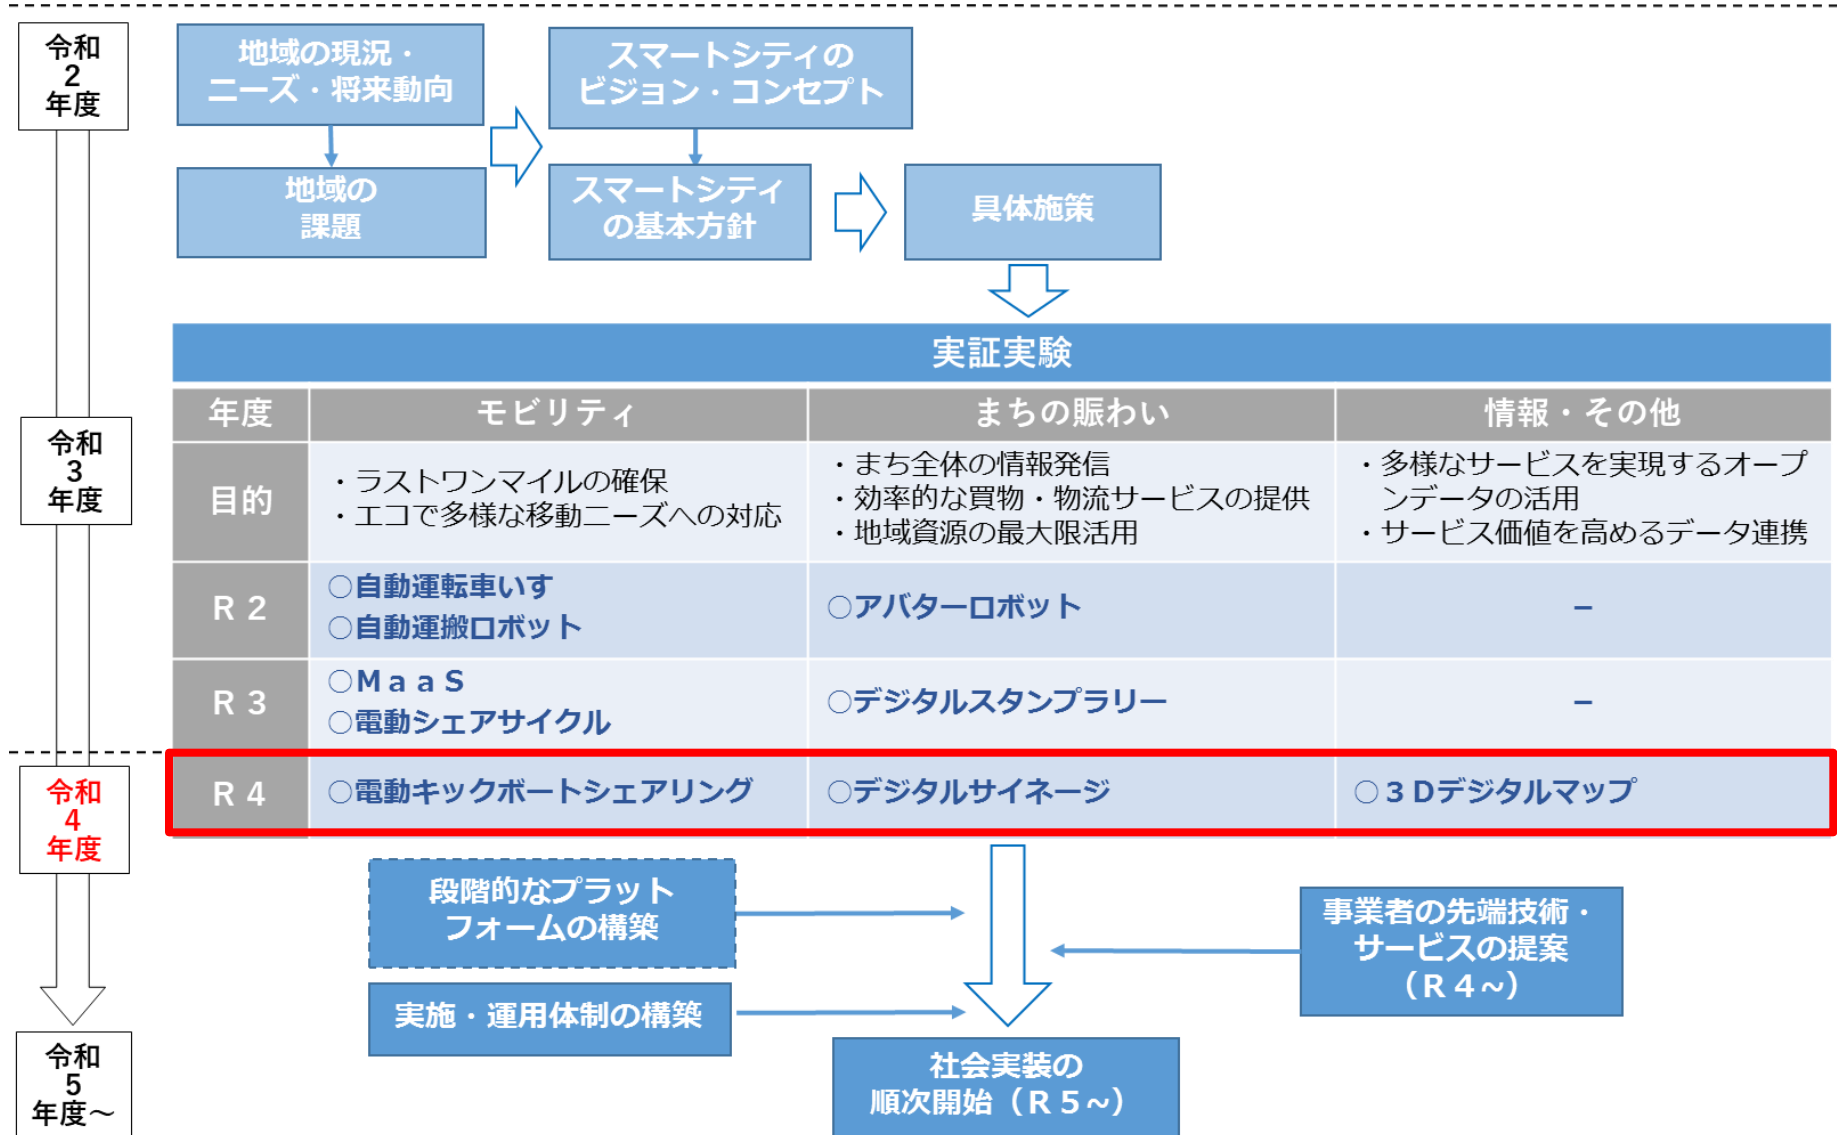 令和
2
年度
地域の現況・
ニーズ・将来動向
スマートシティの
ビジョン・コンセプト
地域の
課題
スマートシティ
の基本方針
具体施策
実証実験
年度
モビリティ
まちの賑わい
情報・その他
令和
3
年度
目的
・ラストワンマイルの確保
・エコで多様な移動ニーズへの対応
・まち全体の情報発信
・効率的な買物・物流サービスの提供
・地域資源の最大限活用
・多様なサービスを実現するオープ
ンデータの活用
・サービス価値を高めるデータ連携
R 2
○自動運転車いす
○自動運搬ロボット
○アバターロボット
－
R 3
○MaaS
○電動シェアサイクル
○デジタルスタンプラリー
－
令和
4
年度
R 4
○電動キックボートシェアリング
○デジタルサイネージ
○3Dデジタルマップ
段階的なプラット
フォームの構築
事業者の先端技術・
サービスの提案
（R4~）
実施・運用体制の構築
令和
5
年度～
社会実装の
順次開始（R5~）